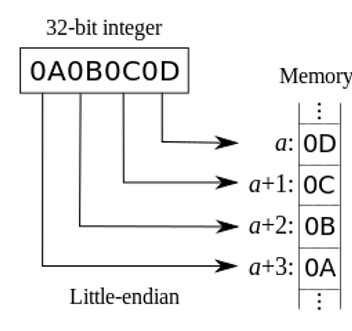 32-bit integer
0A0B0C0D
Memory
⋮
a: 0D
a+1: 0C
a+2: 0B
a+3: 0A
⋮
Little-endian